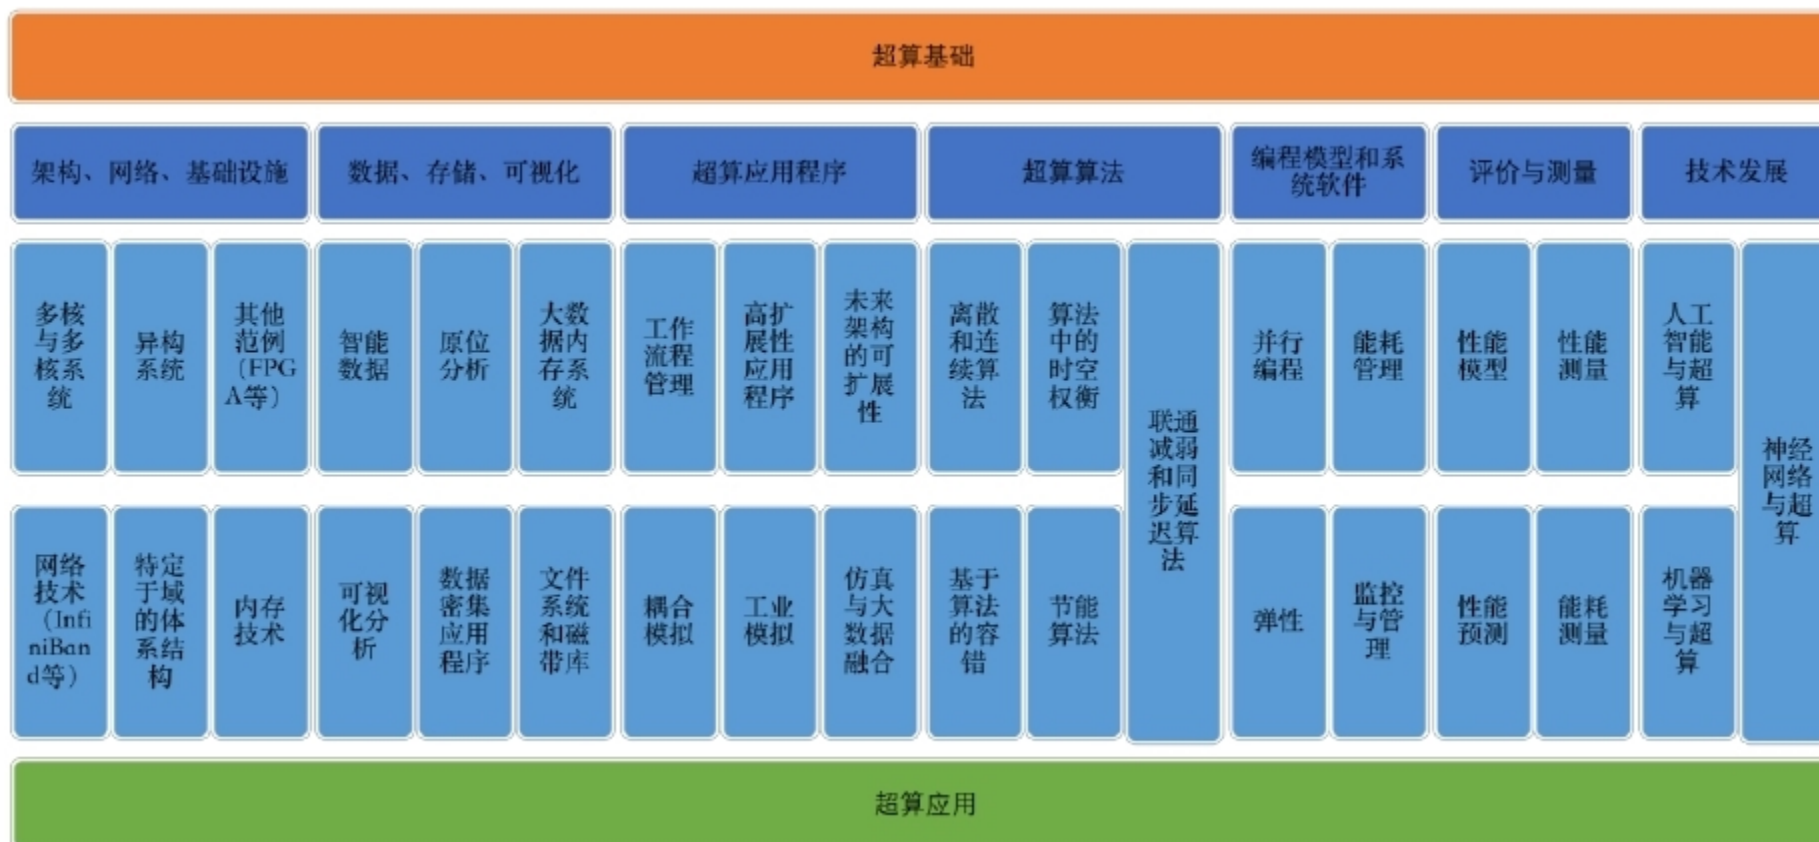 超算基础
架构、网络、基础设施
数据、存储、可视化
超算应用程序
超算算法
编程模型和系
统软件
评价与测量
技术发展
多核
与多
核系
统
异构
系统
其他
范例
（FPG
A等）
智能
数据
原位
分析
大数
据内
存系
统
工作
流程
管理
高扩
展性
应用
程序
未来
架构
的可
扩展
性
离散
和连
续算
法
算法
中的
时空
权衡
联通
减弱
和同
步延
迟算
法
并行
编程
能耗
管理
性能
模型
性能
测量
人工
智能
与超
算
神经
网络
与超
算
网络
技术
（Infi
niBan
d等）
特定
于域
的体
系结
构
内存
技术
可视
化分
析
数据
密集
应用
程序
文件
系统
和磁
带库
耦合
模拟
工业
模拟
仿真
与大
数据
融合
基于
算法
的容
错
节能
算法
弹性
监控
与管
理
性能
预测
能耗
测量
机器
学习
与超
算
超算应用